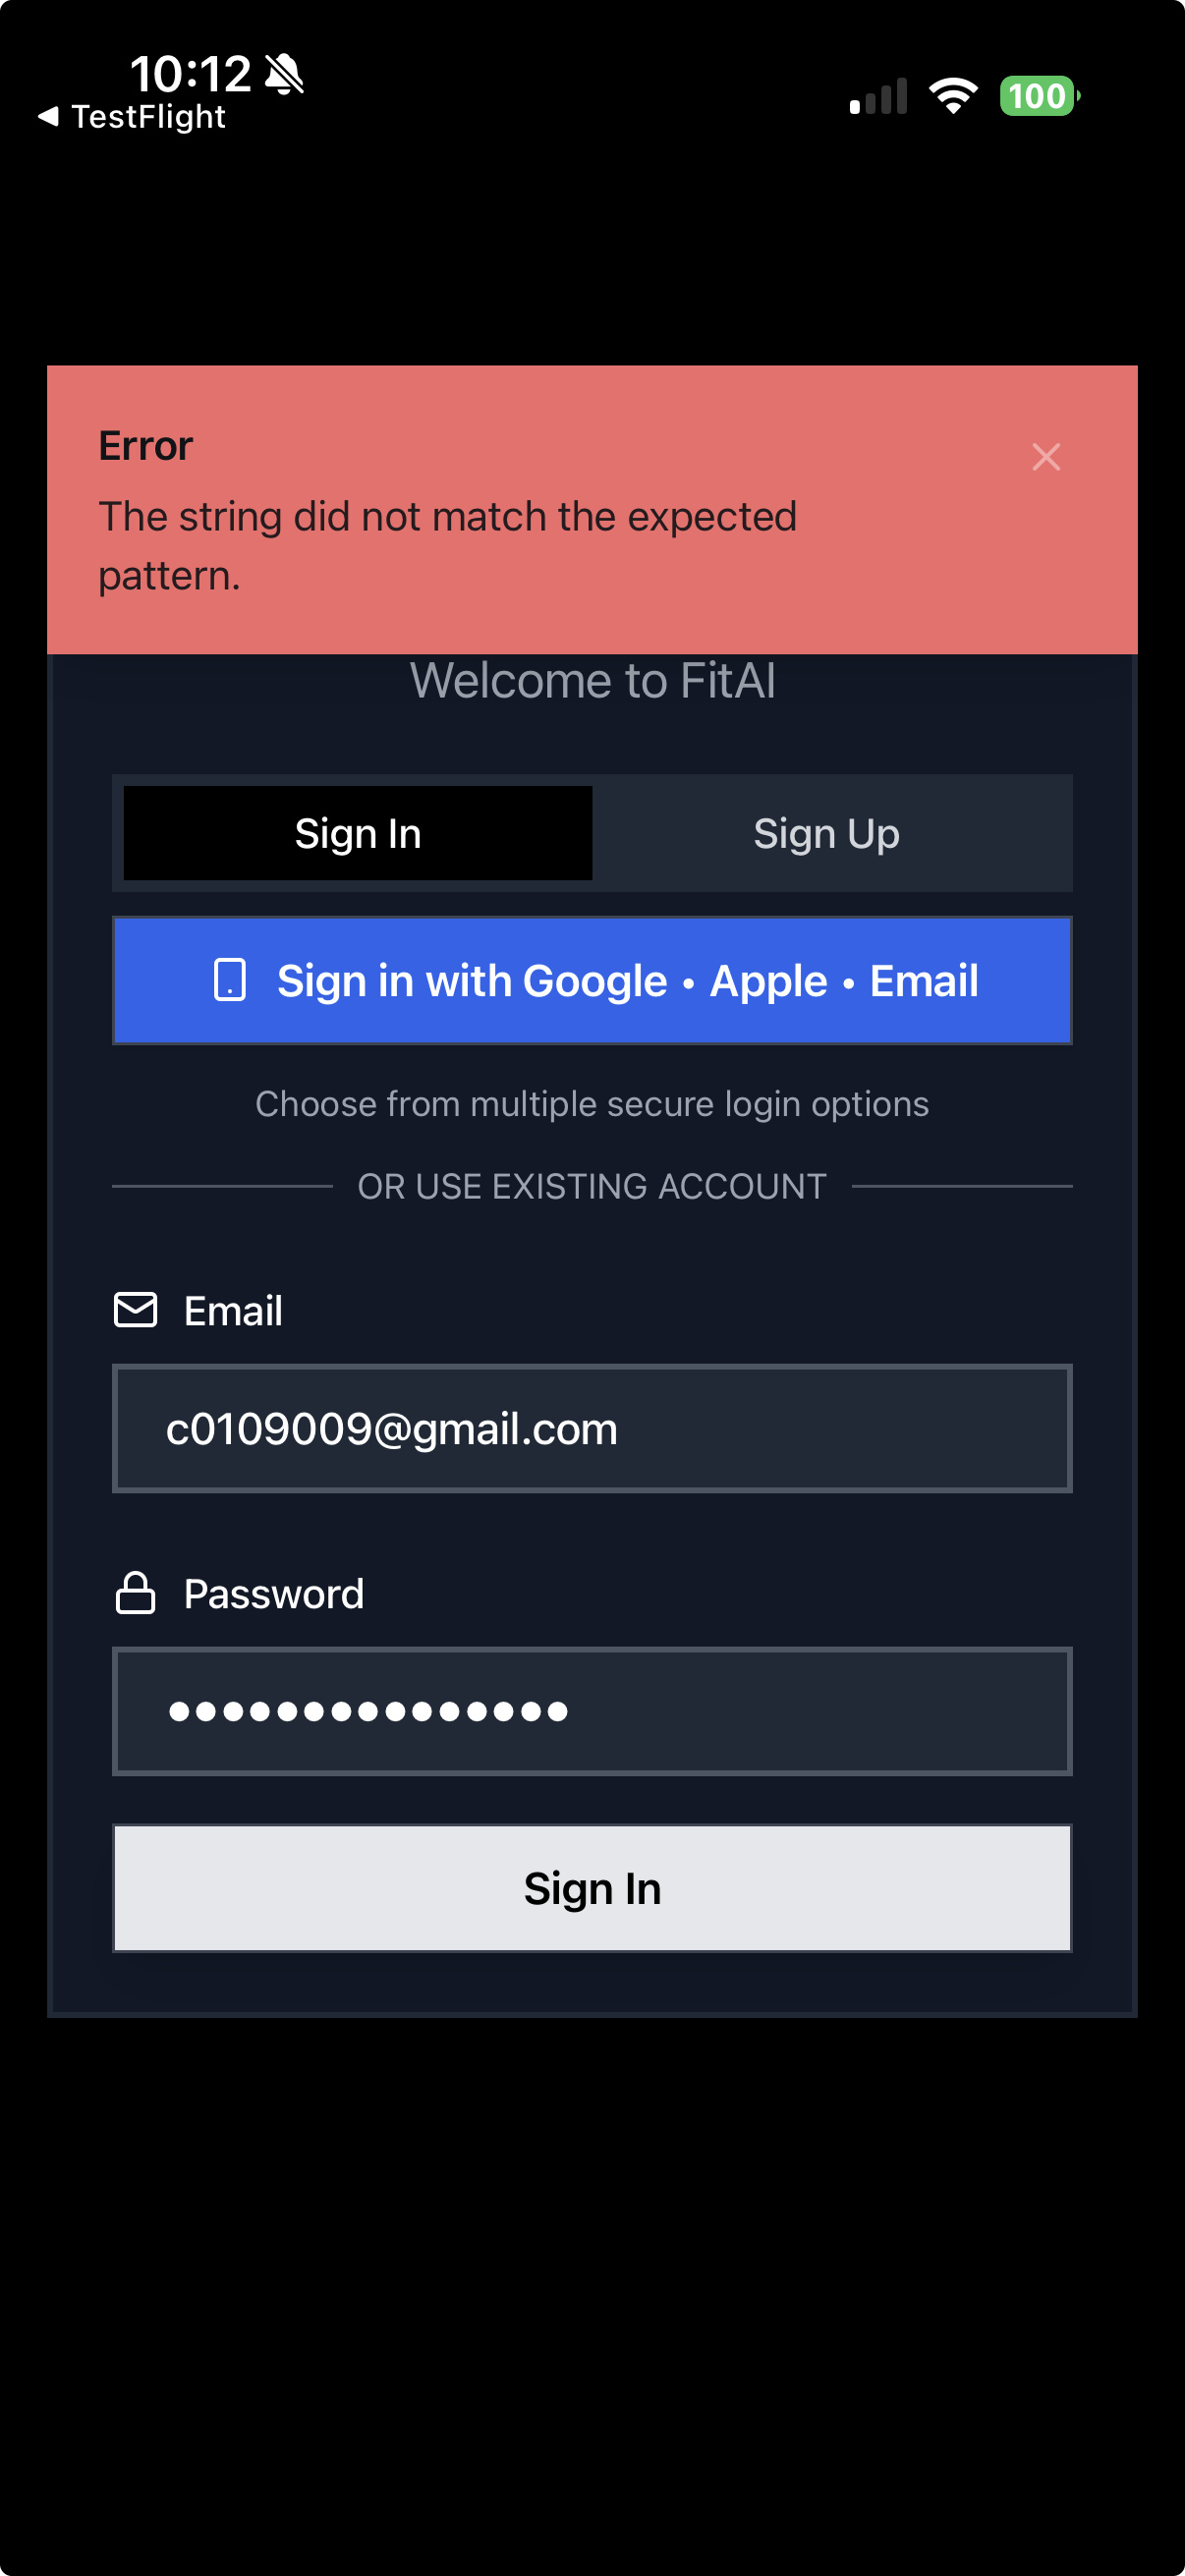 10:12
◀ TestFlight
100
Error
The string did not match the expected
pattern.
Welcome to FitAI
Sign In
Sign Up
Sign in with Google • Apple • Email
Choose from multiple secure login options
OR USE EXISTING ACCOUNT
Email
c0109009@gmail.com
Password
Sign In